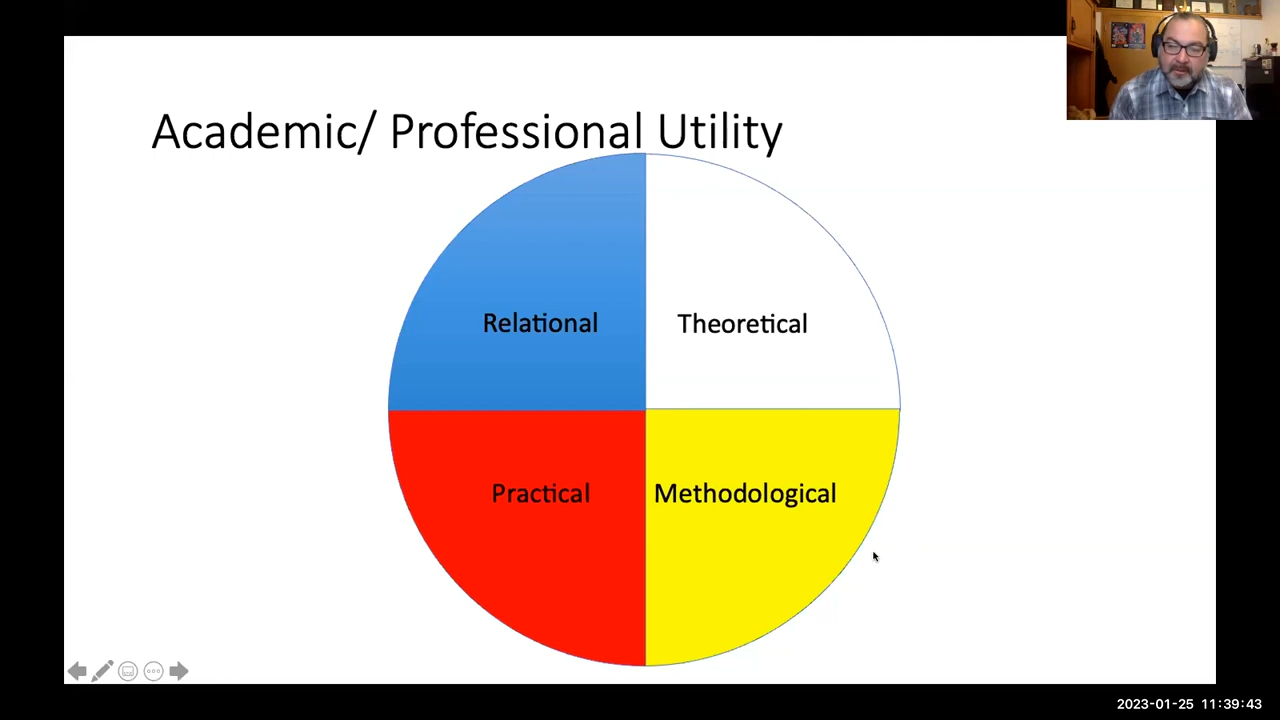 Academic/ Professional Utility
Relational
Theoretical
Practical
Methodological
2023-01-25 11:39:43